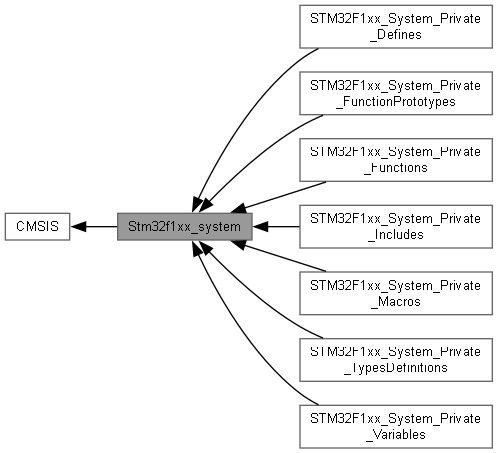 STM32F1xx_System_Private
_Defines
STM32F1xx_System_Private
_FunctionPrototypes
STM32F1xx_System_Private
_Functions
CMSIS
Stm32f1xx_system
STM32F1xx_System_Private
_Includes
STM32F1xx_System_Private
_Macros
STM32F1xx_System_Private
_TypesDefinitions
STM32F1xx_System_Private
_Variables